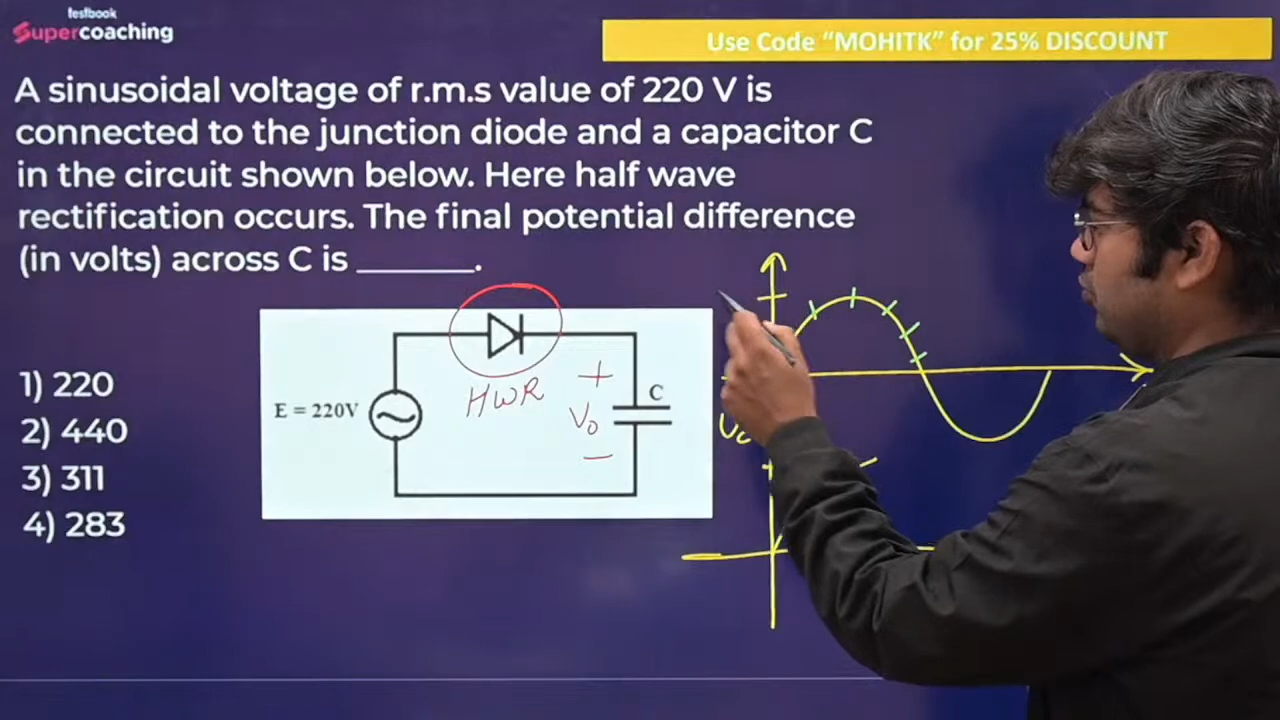 testbook
Supercoaching
Use Code “MOHITK” for 25% DISCOUNT
A sinusoidal voltage of r.m.s value of 220 V is
connected to the junction diode and a capacitor C
in the circuit shown below. Here half wave
rectification occurs. The final potential difference
(in volts) across C is ______.
1) 220
2) 440
3) 311
4) 283
E = 220V
HWR
+
V₀
−
C